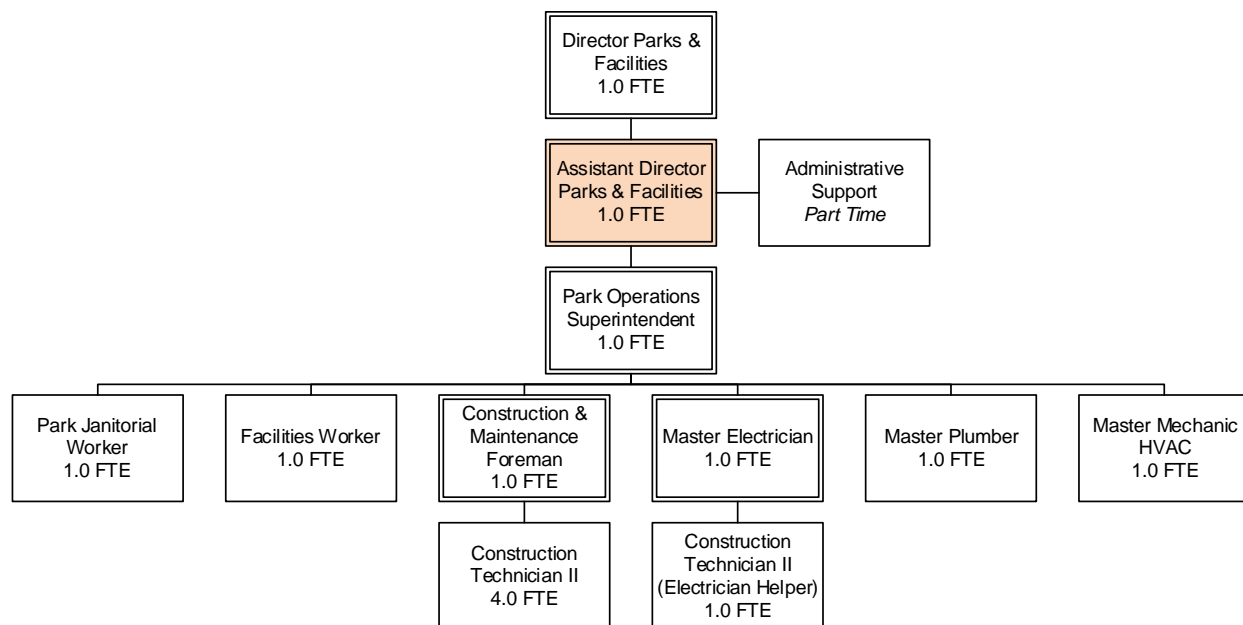 Director Parks &
Facilities
1.0 FTE
Assistant Director
Parks & Facilities
1.0 FTE
Administrative
Support
Part Time
Park Operations
Superintendent
1.0 FTE
Park Janitorial
Worker
1.0 FTE
Facilities Worker
1.0 FTE
Construction &
Maintenance
Foreman
1.0 FTE
Master Electrician
1.0 FTE
Master Plumber
1.0 FTE
Master Mechanic
HVAC
1.0 FTE
Construction
Technician II
4.0 FTE
Construction
Technician II
(Electrician Helper)
1.0 FTE